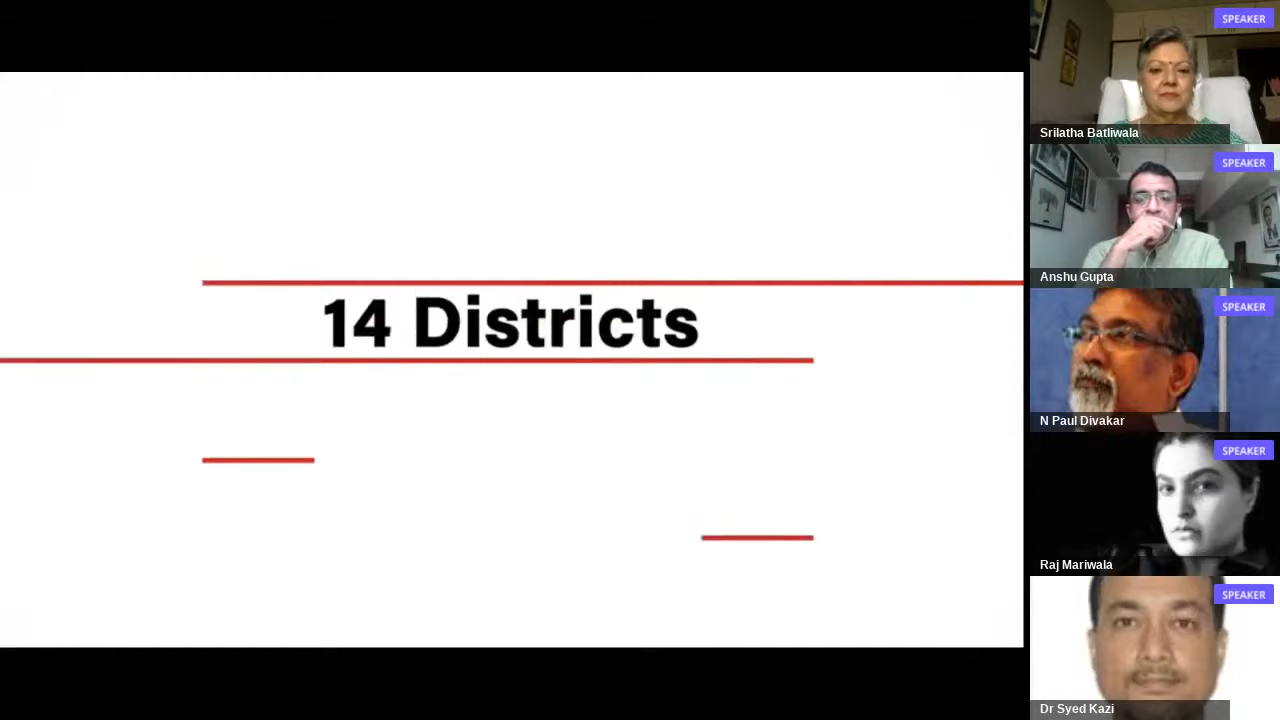 14 Districts
SPEAKER
Srilatha Batliwala
SPEAKER
Anshu Gupta
SPEAKER
N Paul Divakar
SPEAKER
Raj Mariwala
SPEAKER
Dr Syed Kazi